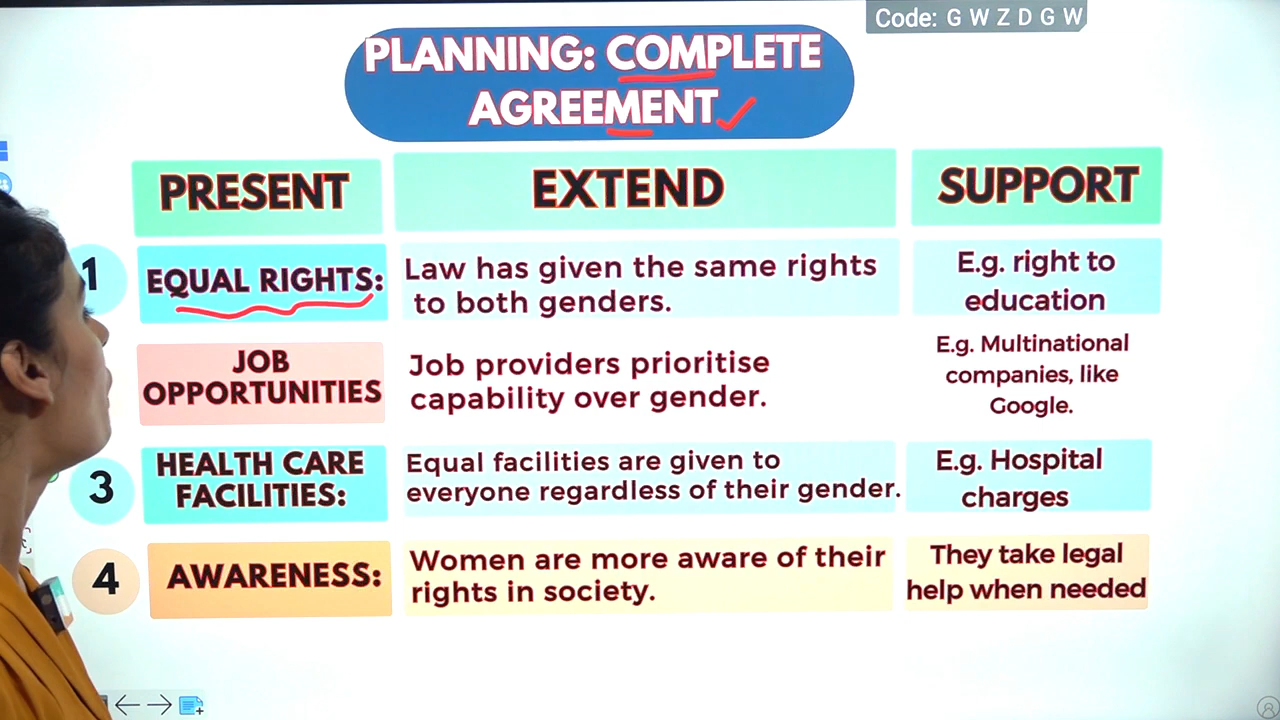 Code: G W Z D G W
PLANNING: COMPLETE
AGREEMENT
PRESENT
EXTEND
SUPPORT
1
EQUAL RIGHTS:
Law has given the same rights
to both genders.
E.g. right to
education
JOB
OPPORTUNITIES
Job providers prioritise
capability over gender.
E.g. Multinational
companies, like
Google.
3
HEALTH CARE
FACILITIES:
Equal facilities are given to
everyone regardless of their gender.
E.g. Hospital
charges
4
AWARENESS:
Women are more aware of their
rights in society.
They take legal
help when needed